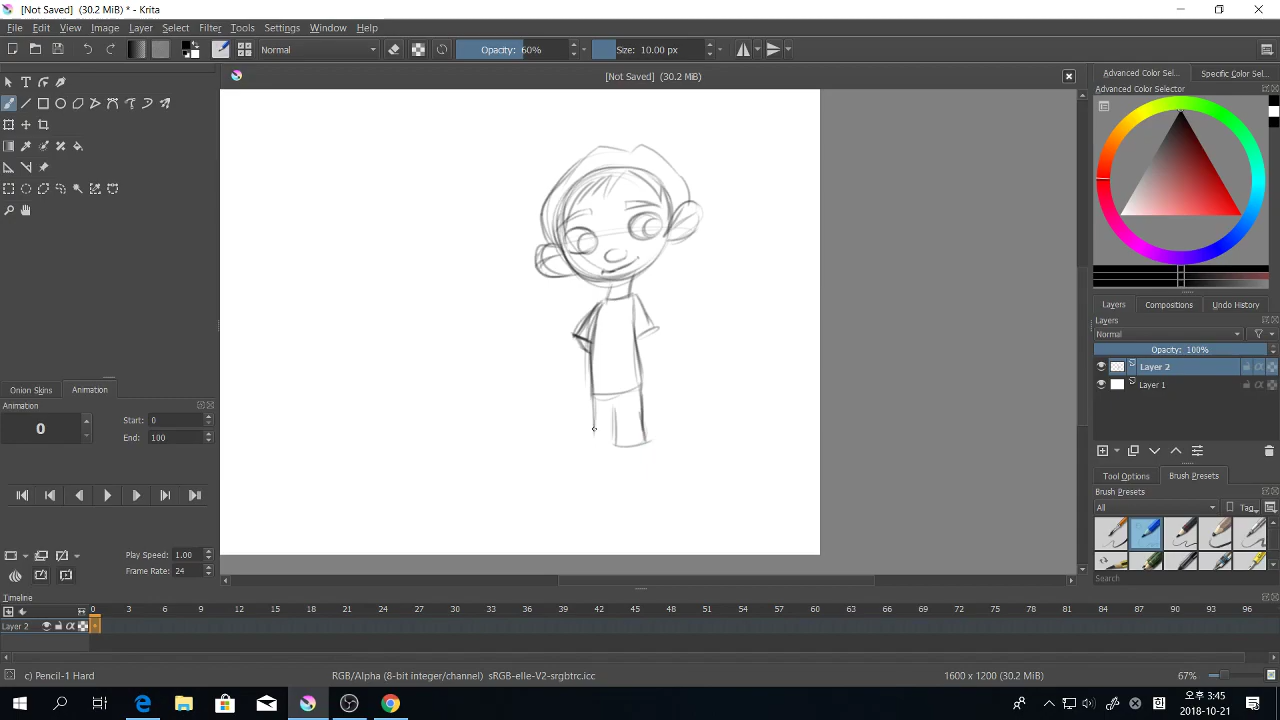 [Not Saved] (30.2 MiB) * - Krita
File Edit View Image Layer Select Filter Tools Settings Window Help
Normal Opacity: 60% Size: 10.00 px
[Not Saved] (30.2 MiB)
Advanced Color Sel... Specific Color Sel...
Advanced Color Selector
Layers Compositions Undo History
Layers
Normal
Opacity: 100%
Layer 2
Layer 1
Onion Skins Animation
Animation
0
Start: 0
End: 100
Tool Options Brush Presets
Brush Presets
All Tag
Search
Play Speed: 1.00
Frame Rate: 24
Timeline
0 3 6 9 12 15 18 21 24 27 30 33 36 39 42 45 48 51 54 57 60 63 66 69 72 75 78 81 84 87 90 93 96
Layer 2
c) Pencil-1 Hard RGB/Alpha (8-bit integer/channel) sRGB-elle-V2-srgbtrc.icc 1600 x 1200 (30.2 MiB) 67%
오후 3:45
2018-10-21